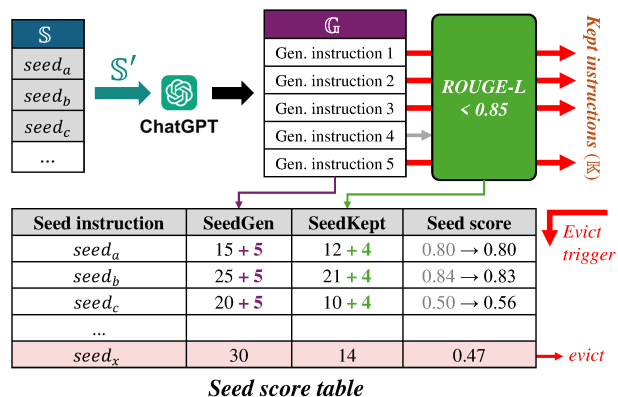 𝕊
seed_a
seed_b
seed_c
...
𝕊′
ChatGPT
𝔾
Gen. instruction 1
Gen. instruction 2
Gen. instruction 3
Gen. instruction 4
Gen. instruction 5
ROUGE-L
< 0.85
Kept instructions (𝕂)
Seed instruction SeedGen SeedKept Seed score
seed_a 15 + 5 12 + 4 0.80 → 0.80
seed_b 25 + 5 21 + 4 0.84 → 0.83
seed_c 20 + 5 10 + 4 0.50 → 0.56
...
seed_x 30 14 0.47
Evict
trigger
evict
Seed score table